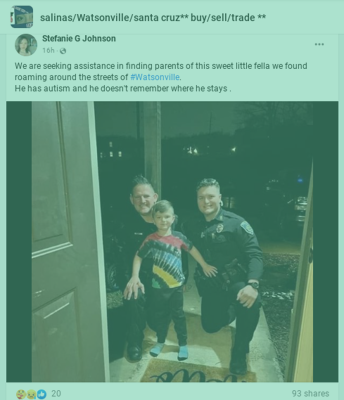 salinas/Watsonville/santa cruz** buy/sell/trade **
Stefanie G Johnson
16h ·
We are seeking assistance in finding parents of this sweet little fella we found
roaming around the streets of #Watsonville.
He has autism and he doesn't remember where he stays .
hello
20
93 shares